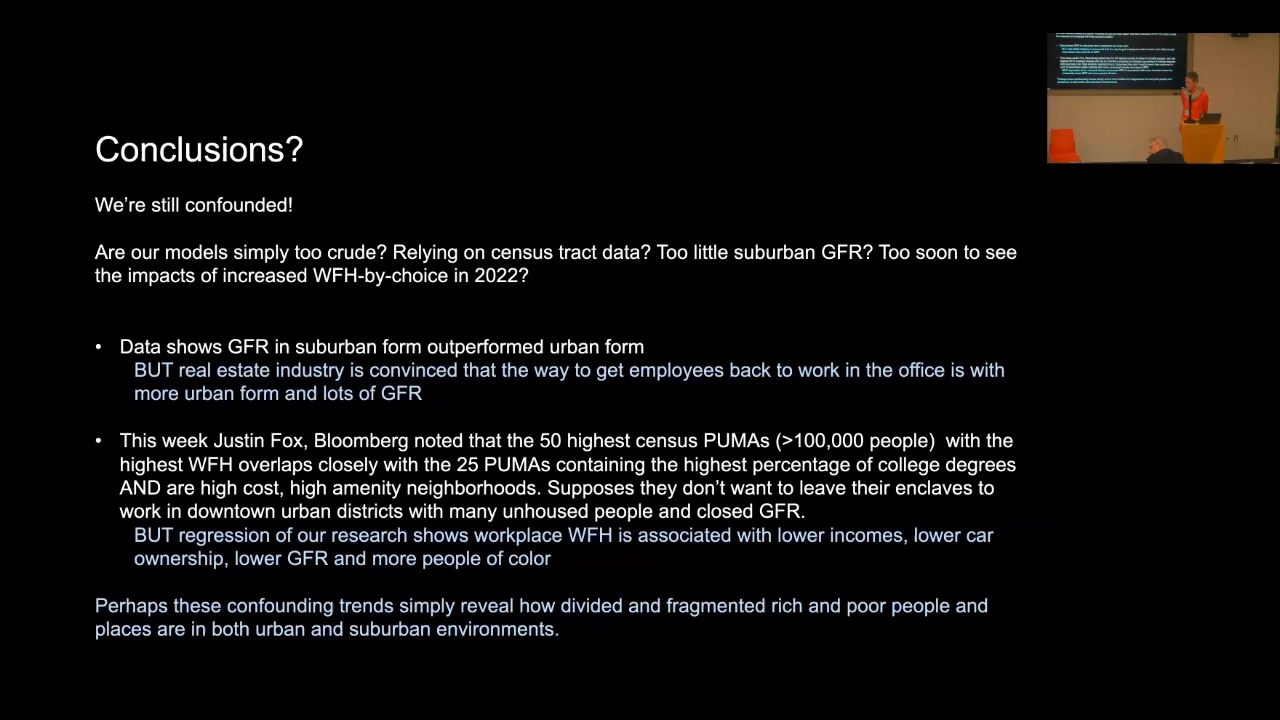 Conclusions?
We're still confounded!
Are our models simply too crude? Relying on census tract data? Too little suburban GFR? Too soon to see
the impacts of increased WFH-by-choice in 2022?
• Data shows GFR in suburban form outperformed urban form
BUT real estate industry is convinced that the way to get employees back to work in the office is with
more urban form and lots of GFR
• This week Justin Fox, Bloomberg noted that the 50 highest census PUMAs (>100,000 people)  with the
highest WFH overlaps closely with the 25 PUMAs containing the highest percentage of college degrees
AND are high cost, high amenity neighborhoods. Supposes they don't want to leave their enclaves to
work in downtown urban districts with many unhoused people and closed GFR.
BUT regression of our research shows workplace WFH is associated with lower incomes, lower car
ownership, lower GFR and more people of color
Perhaps these confounding trends simply reveal how divided and fragmented rich and poor people and
places are in both urban and suburban environments.